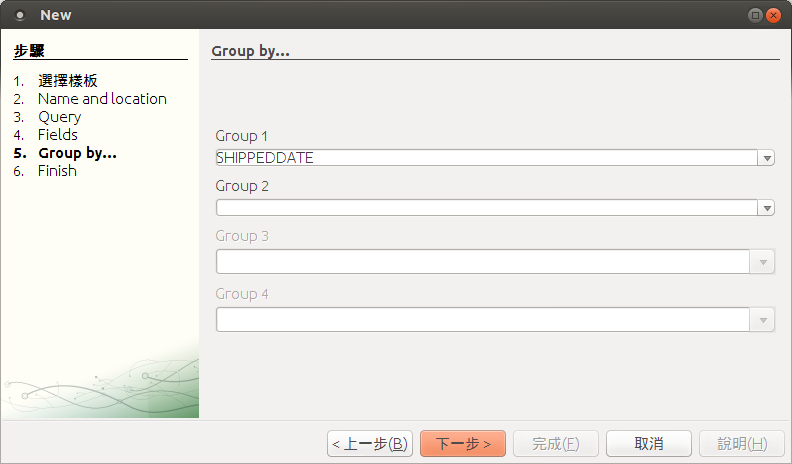 New
步驟
1. 選擇樣板
2. Name and location
3. Query
4. Fields
5. Group by...
6. Finish
Group by...
Group 1
SHIPPEDDATE
Group 2
Group 3
Group 4
< 上一步(B)
下一步 >
完成(F)
取消
說明(H)